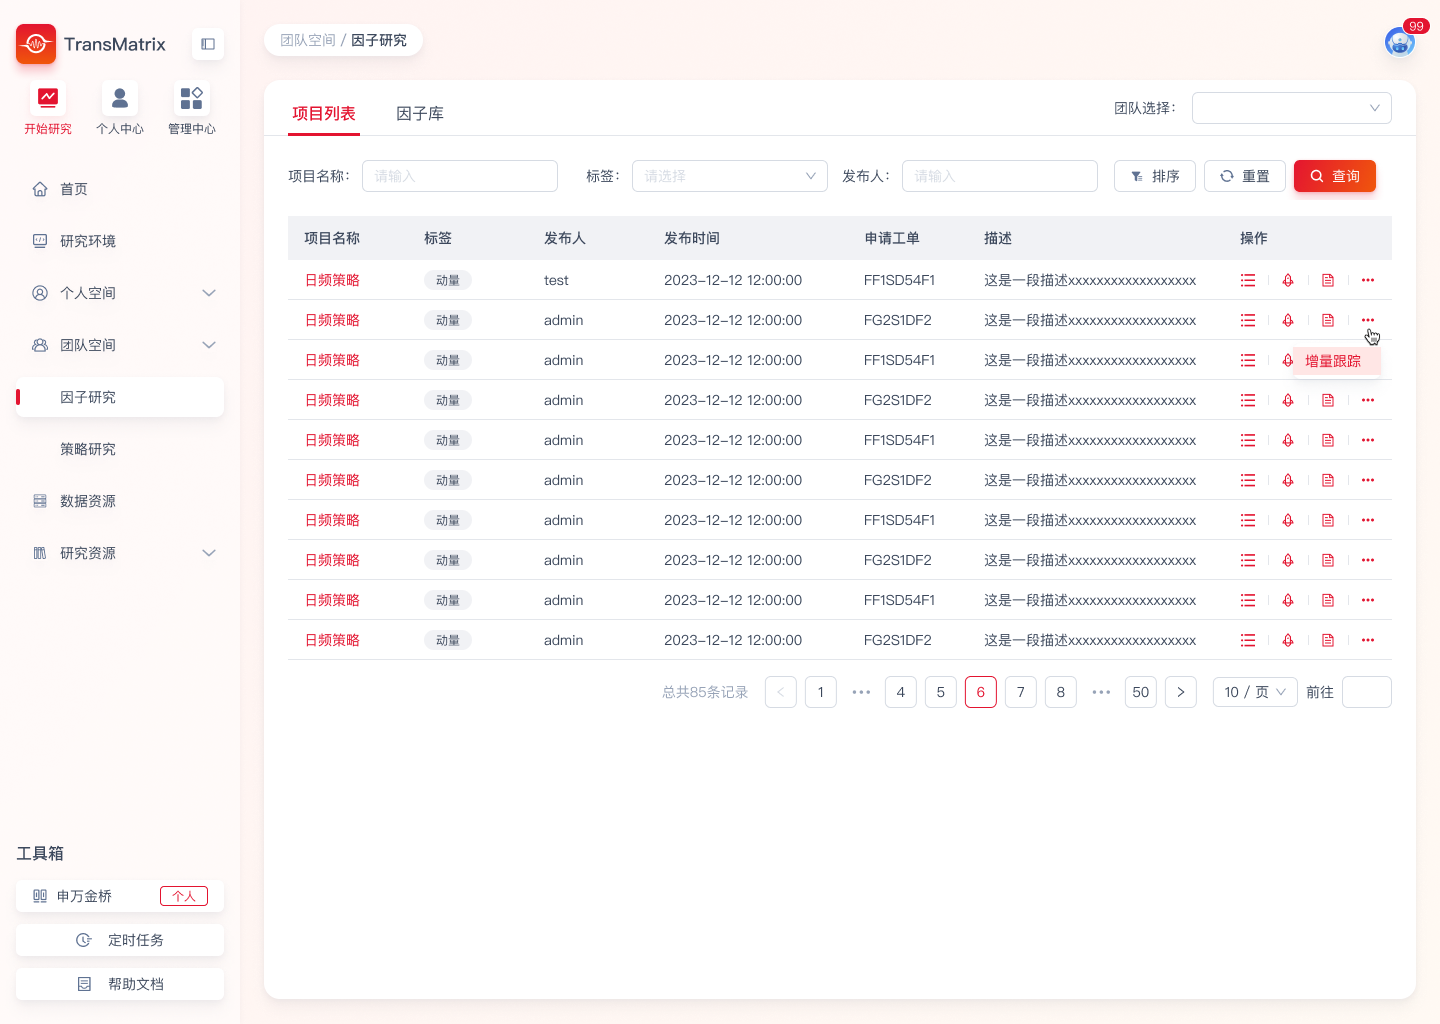 TransMatrix
开始研究
个人中心
管理中心
首页
研究环境
个人空间
团队空间
因子研究
策略研究
数据资源
研究资源
工具箱
申万金桥 个人
定时任务
帮助文档
团队空间 / 因子研究
99
项目列表 因子库 团队选择：
项目名称： 请输入 标签： 请选择 发布人： 请输入 排序 重置 查询
项目名称 标签 发布人 发布时间 申请工单 描述 操作
日频策略 动量 test 2023-12-12 12:00:00 FF1SD54F1 这是一段描述xxxxxxxxxxxxxxxxxx
日频策略 动量 admin 2023-12-12 12:00:00 FG2S1DF2 这是一段描述xxxxxxxxxxxxxxxxxx
日频策略 动量 admin 2023-12-12 12:00:00 FF1SD54F1 这是一段描述xxxxxxxxxxxxxxxxxx 增量跟踪
日频策略 动量 admin 2023-12-12 12:00:00 FG2S1DF2 这是一段描述xxxxxxxxxxxxxxxxxx
日频策略 动量 admin 2023-12-12 12:00:00 FF1SD54F1 这是一段描述xxxxxxxxxxxxxxxxxx
日频策略 动量 admin 2023-12-12 12:00:00 FG2S1DF2 这是一段描述xxxxxxxxxxxxxxxxxx
日频策略 动量 admin 2023-12-12 12:00:00 FF1SD54F1 这是一段描述xxxxxxxxxxxxxxxxxx
日频策略 动量 admin 2023-12-12 12:00:00 FG2S1DF2 这是一段描述xxxxxxxxxxxxxxxxxx
日频策略 动量 admin 2023-12-12 12:00:00 FF1SD54F1 这是一段描述xxxxxxxxxxxxxxxxxx
日频策略 动量 admin 2023-12-12 12:00:00 FG2S1DF2 这是一段描述xxxxxxxxxxxxxxxxxx
总共85条记录 < 1 ••• 4 5 6 7 8 ••• 50 > 10 / 页 前往